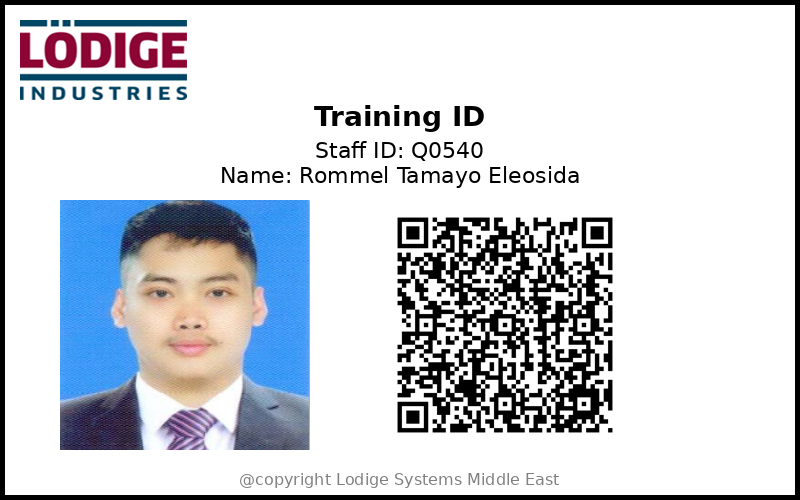 LÖDIGE
INDUSTRIES
Training ID
Staff ID: Q0540
Name: Rommel Tamayo Eleosida
@copyright Lodige Systems Middle East